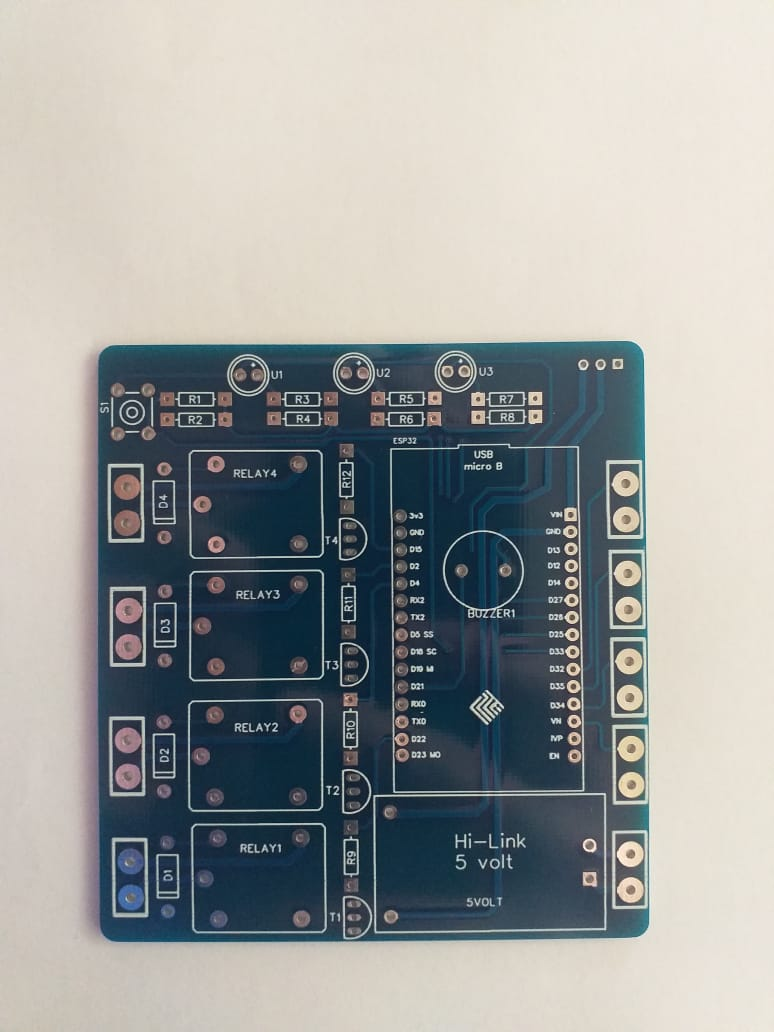 U1
U2
U3
S1
R1
R3
R5
R7
R2
R4
R6
R8
ESP32
USB
micro B
RELAY4
R12
D4
T4
3v3
GND
D15
D2
D4
RX2
TX2
D5 SS
D18 SC
D19 MI
D21
RX0
TX0
D22
D23 MO
VIN
GND
D13
D12
D14
D27
D26
D25
D33
D32
D35
D34
VN
IVP
EN
BUZZER1
RELAY3
R11
D3
T3
RELAY2
R10
D2
T2
RELAY1
R9
D1
T1
Hi-Link
5 volt
5VOLT